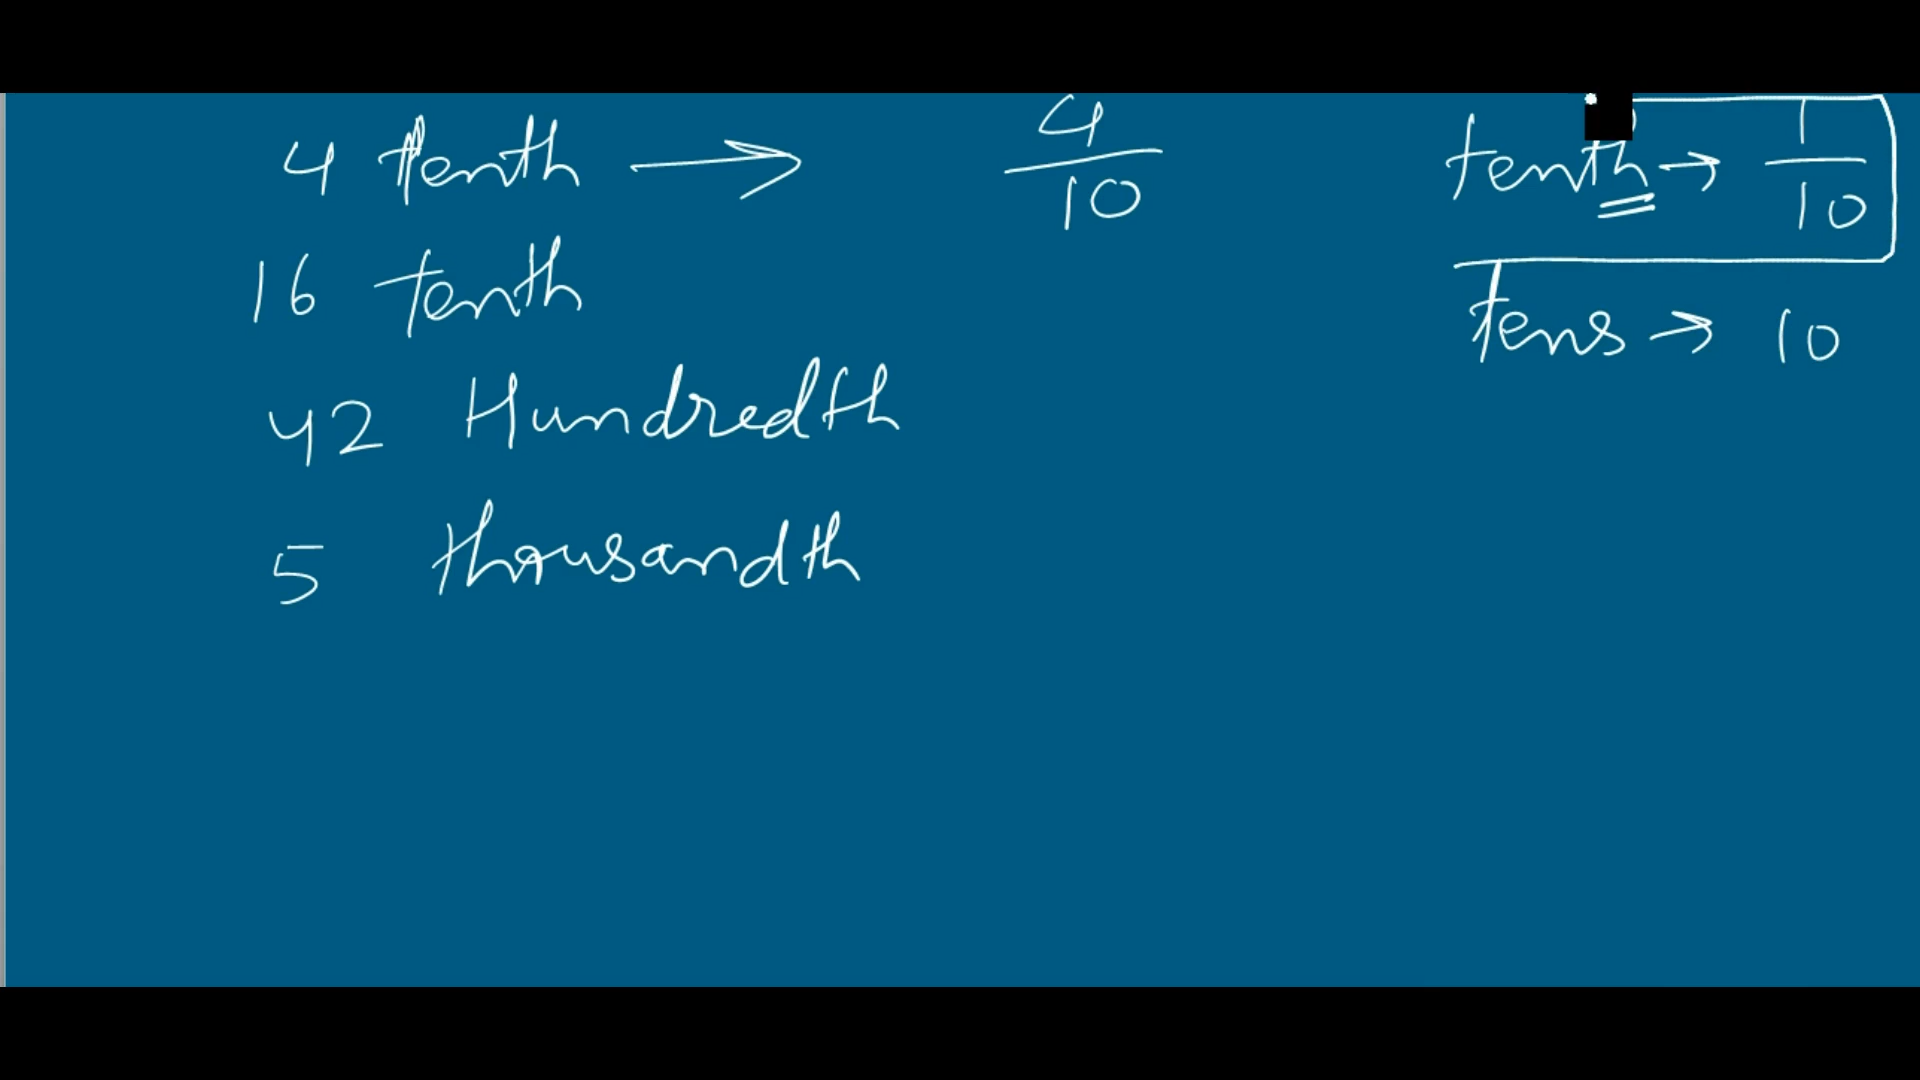 4 tenth → 4/10
16 tenth
42 Hundredth
5 thousandth
tenth → 1/10
tens → 10